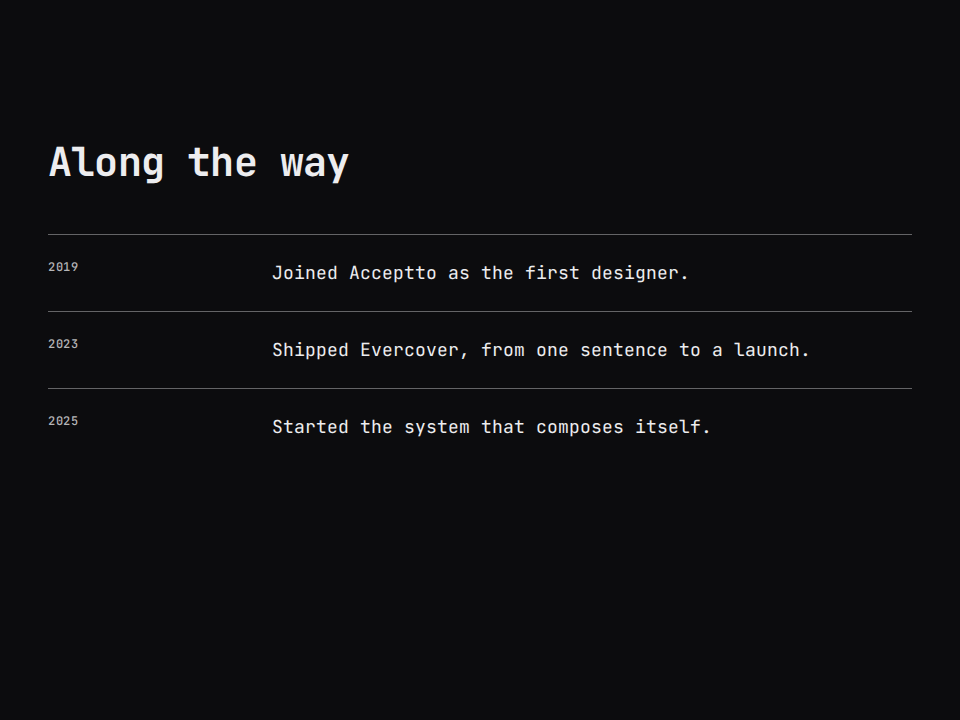 Along the way
2019
Joined Acceptto as the first designer.
2023
Shipped Evercover, from one sentence to a launch.
2025
Started the system that composes itself.